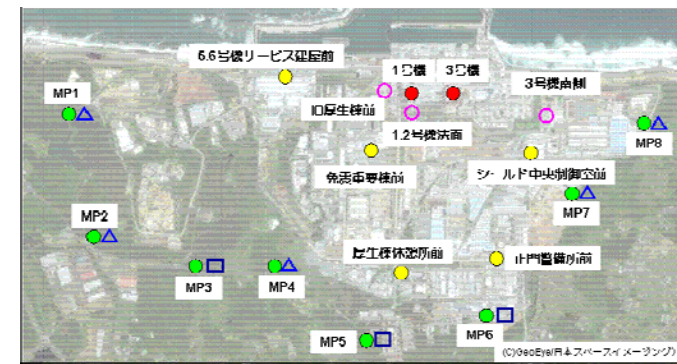 5.6号機サービス建屋前
1号機
3号機
3号機南側
MP1
旧厚生棟前
1.2号機法面
MP8
免震重要棟前
シールド中央制御室前
MP7
MP2
厚生棟休憩所前
正門警備所前
MP3
MP4
MP5
MP6
(C)GeoEye/日本スペースイメージング)